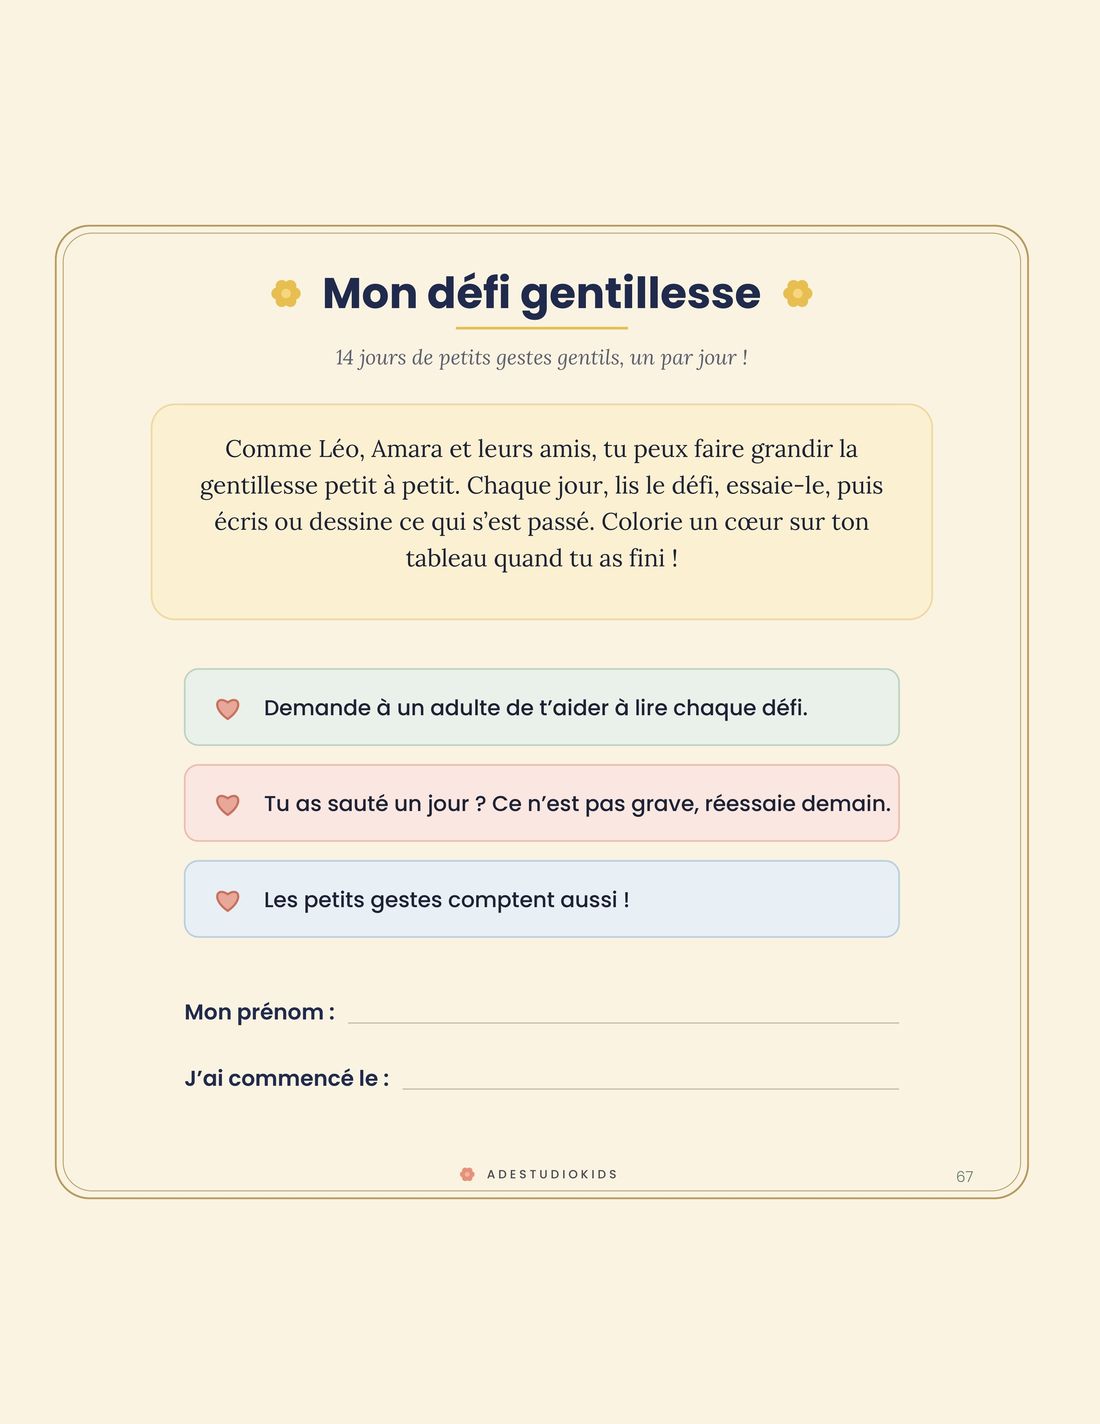 Mon défi gentillesse
14 jours de petits gestes gentils, un par jour !
Comme Léo, Amara et leurs amis, tu peux faire grandir la
gentillesse petit à petit. Chaque jour, lis le défi, essaie-le, puis
écris ou dessine ce qui s’est passé. Colorie un cœur sur ton
tableau quand tu as fini !
Demande à un adulte de t’aider à lire chaque défi.
Tu as sauté un jour ? Ce n’est pas grave, réessaie demain.
Les petits gestes comptent aussi !
Mon prénom :
J’ai commencé le :
ADESTUDIOKIDS
67